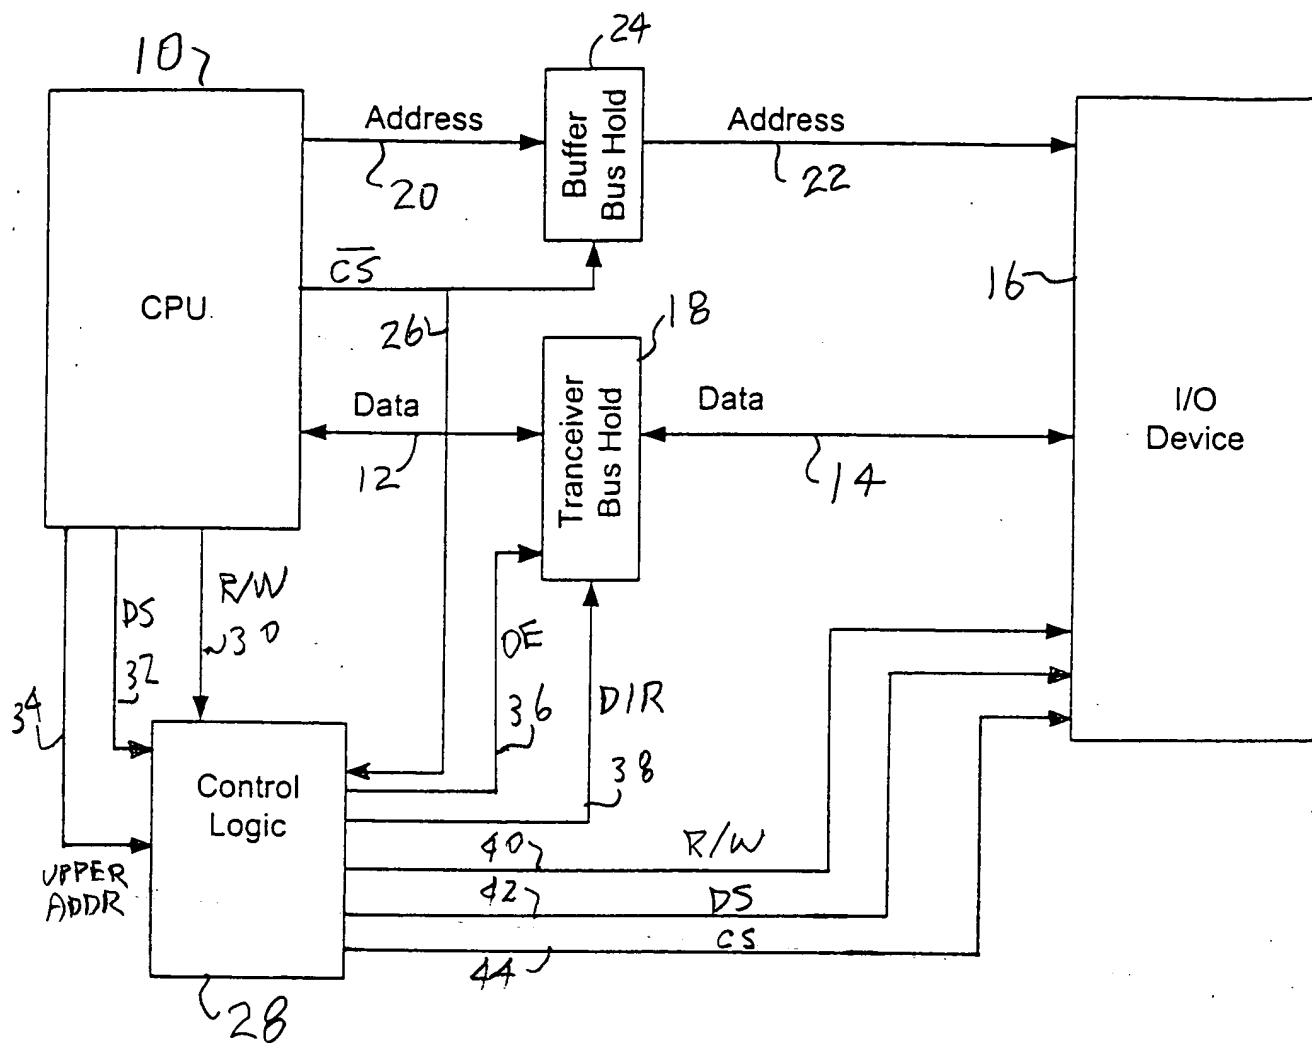 10
24
Address
Buffer
Bus Hold
Address
20
22
CS
16
CPU
26
18
Data
Tranceiver
Bus Hold
Data
I/O
Device
12
14
DS
R/W
30
32
34
OE
36
DIR
38
Control
Logic
UPPER
ADDR
40
R/W
42
DS
44
CS
28